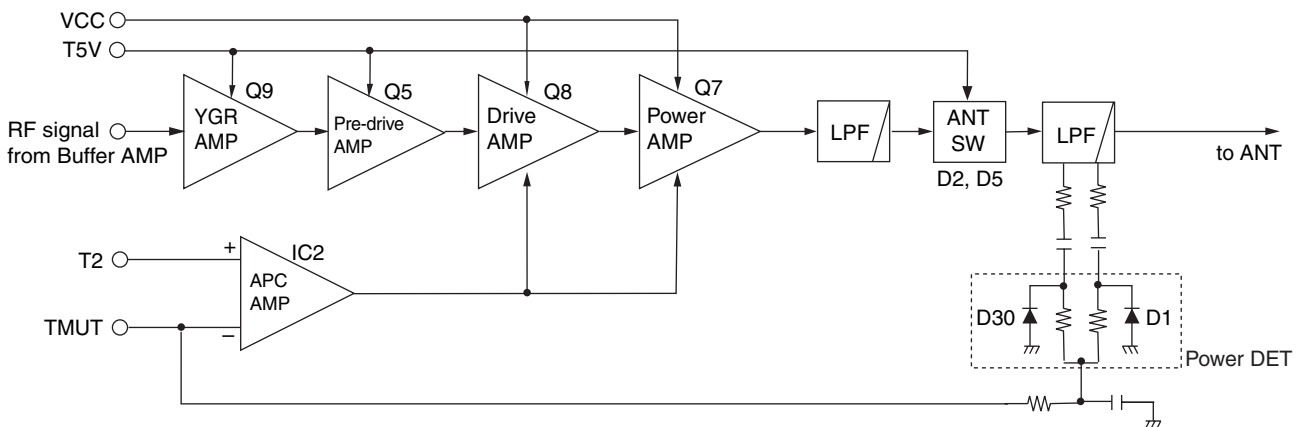 VCC
T5V
Q9
Q5
Q8
Q7
RF signal
from Buffer AMP
YGR
AMP
Pre-drive
AMP
Drive
AMP
Power
AMP
LPF
ANT
SW
D2, D5
LPF
to ANT
T2
TMUT
+
−
IC2
APC
AMP
D30
D1
Power DET